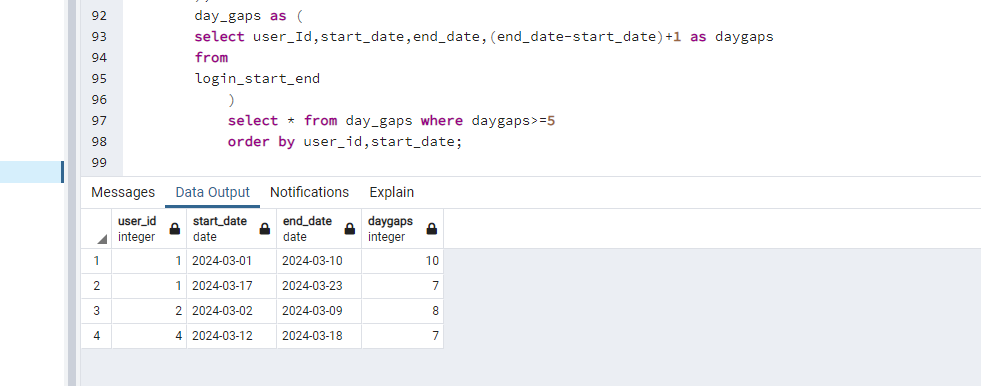 92 day_gaps as (
93 select user_Id,start_date,end_date,(end_date-start_date)+1 as daygaps
94 from
95 login_start_end
96 )
97 select * from day_gaps where daygaps>=5
98 order by user_id,start_date;
99
Messages Data Output Notifications Explain
user_id start_date end_date daygaps
integer date date integer
1 1 2024-03-01 2024-03-10 10
2 1 2024-03-17 2024-03-23 7
3 2 2024-03-02 2024-03-09 8
4 4 2024-03-12 2024-03-18 7